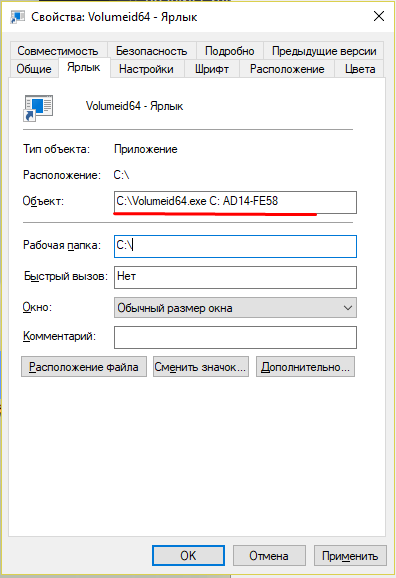 Свойства: Volumeid64 - Ярлык
Совместимость Безопасность Подробно Предыдущие версии
Общие Ярлык Настройки Шрифт Расположение Цвета
Volumeid64 - Ярлык
Тип объекта: Приложение
Расположение: C:\
Объект: C:\Volumeid64.exe C: AD14-FE58
Рабочая папка: C:\
Быстрый вызов: Нет
Окно: Обычный размер окна
Комментарий:
Расположение файла Сменить значок... Дополнительно...
OK Отмена Применить